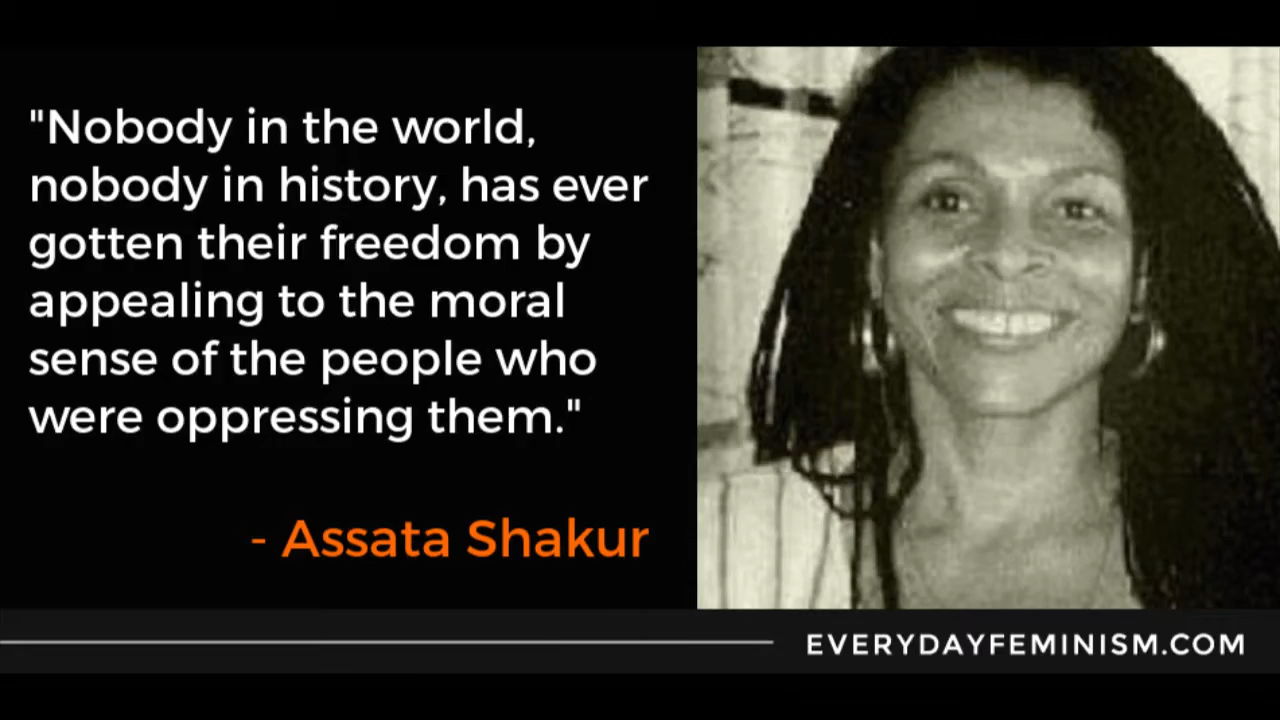 "Nobody in the world,
nobody in history, has ever
gotten their freedom by
appealing to the moral
sense of the people who
were oppressing them."
- Assata Shakur
EVERYDAYFEMINISM.COM